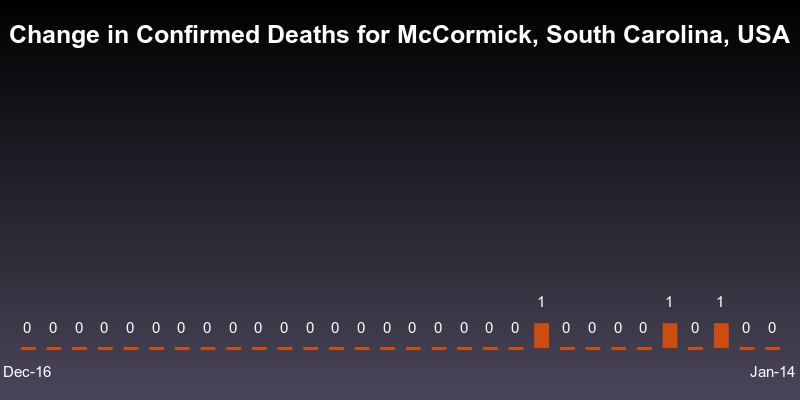 Change in Confirmed Deaths for McCormick, South Carolina, USA
1 1 1
0 0 0 0 0 0 0 0 0 0 0 0 0 0 0 0 0 0 0 0 0 0 0 0 0 0 0
Dec-16 Jan-14